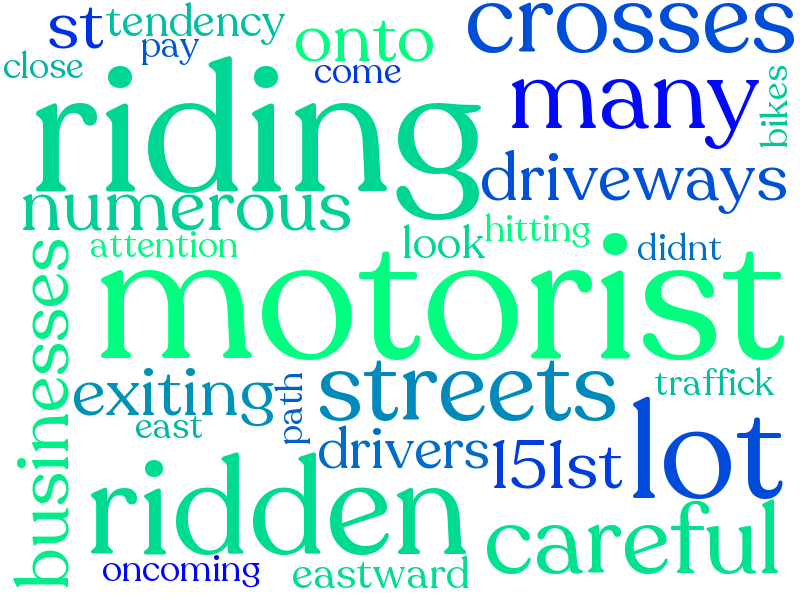 st
tendency
pay
onto
crosses
close
come
many
bikes
riding
driveways
numerous
attention
look
hitting
didnt
businesses
motorist
exiting
path
streets
traffick
east
drivers
151st
lot
ridden
careful
oncoming
eastward